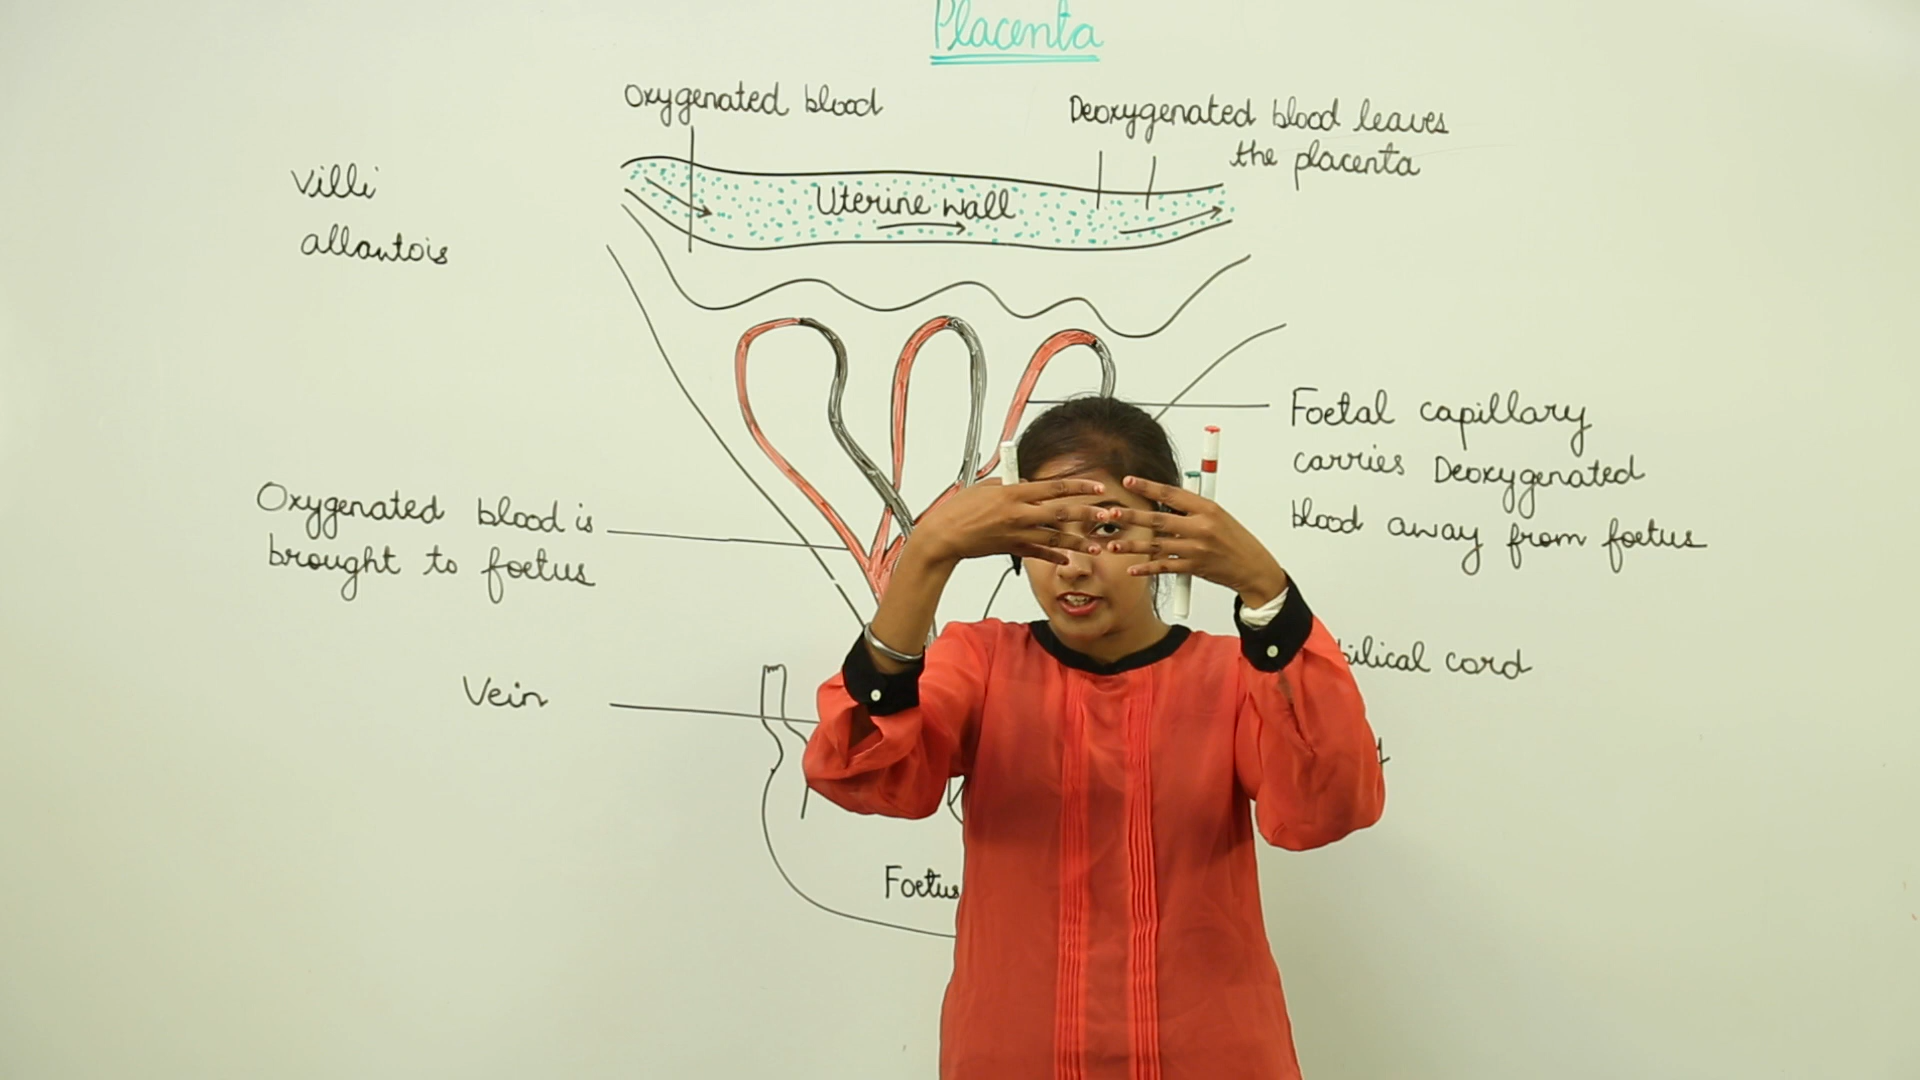 Placenta
Oxygenated blood
Deoxygenated blood leaves
the placenta
Villi
allantois
Uterine wall
Foetal capillary
carries Deoxygenated
blood away from foetus
Oxygenated blood is
brought to foetus
cord
Vein
Foetus